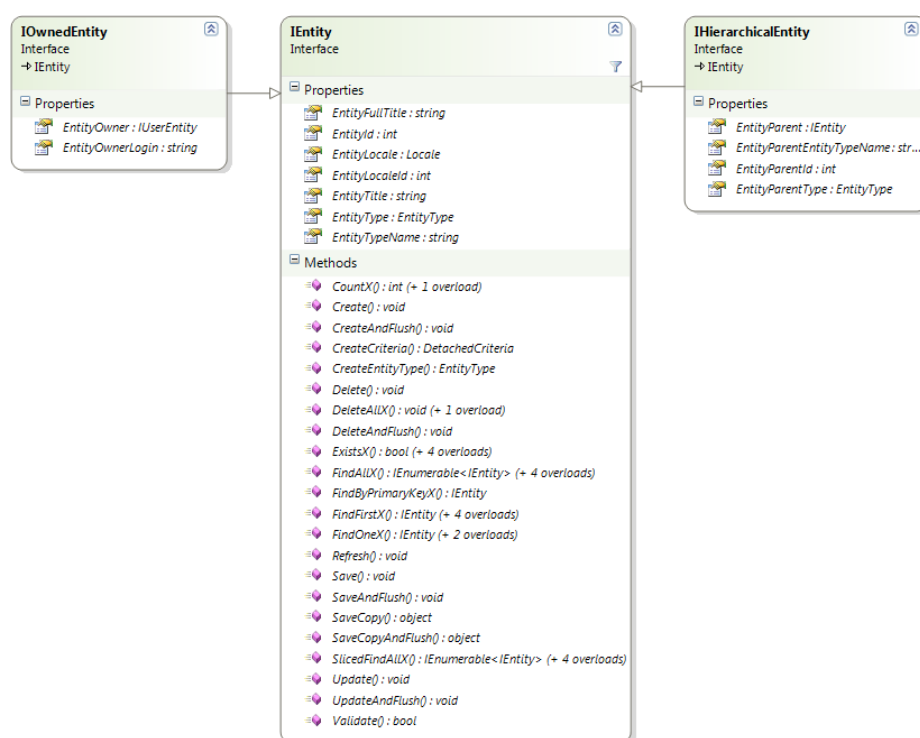 IOwnedEntity
Interface
IEntity
Properties
EntityOwner : IUserEntity
EntityOwnerLogin : string
IEntity
Interface
Properties
EntityFullTitle : string
EntityId : int
EntityLocale : Locale
EntityLocaleId : int
EntityTitle : string
EntityType : EntityType
EntityTypeName : string
Methods
CountX() : int (+ 1 overload)
Create() : void
CreateAndFlush() : void
CreateCriteria() : DetachedCriteria
CreateEntityType() : EntityType
Delete() : void
DeleteAllX() : void (+ 1 overload)
DeleteAndFlush() : void
ExistsX() : bool (+ 4 overloads)
FindAllX() : IEnumerable<IEntity> (+ 4 overloads)
FindByPrimaryKeyX() : IEntity
FindFirstX() : IEntity (+ 4 overloads)
FindOneX() : IEntity (+ 2 overloads)
Refresh() : void
Save() : void
SaveAndFlush() : void
SaveCopy() : object
SaveCopyAndFlush() : object
SlicedFindAllX() : IEnumerable<IEntity> (+ 4 overloads)
Update() : void
UpdateAndFlush() : void
Validate() : bool
IHierarchicalEntity
Interface
IEntity
Properties
EntityParent : IEntity
EntityParentEntityTypeName : str...
EntityParentId : int
EntityParentType : EntityType